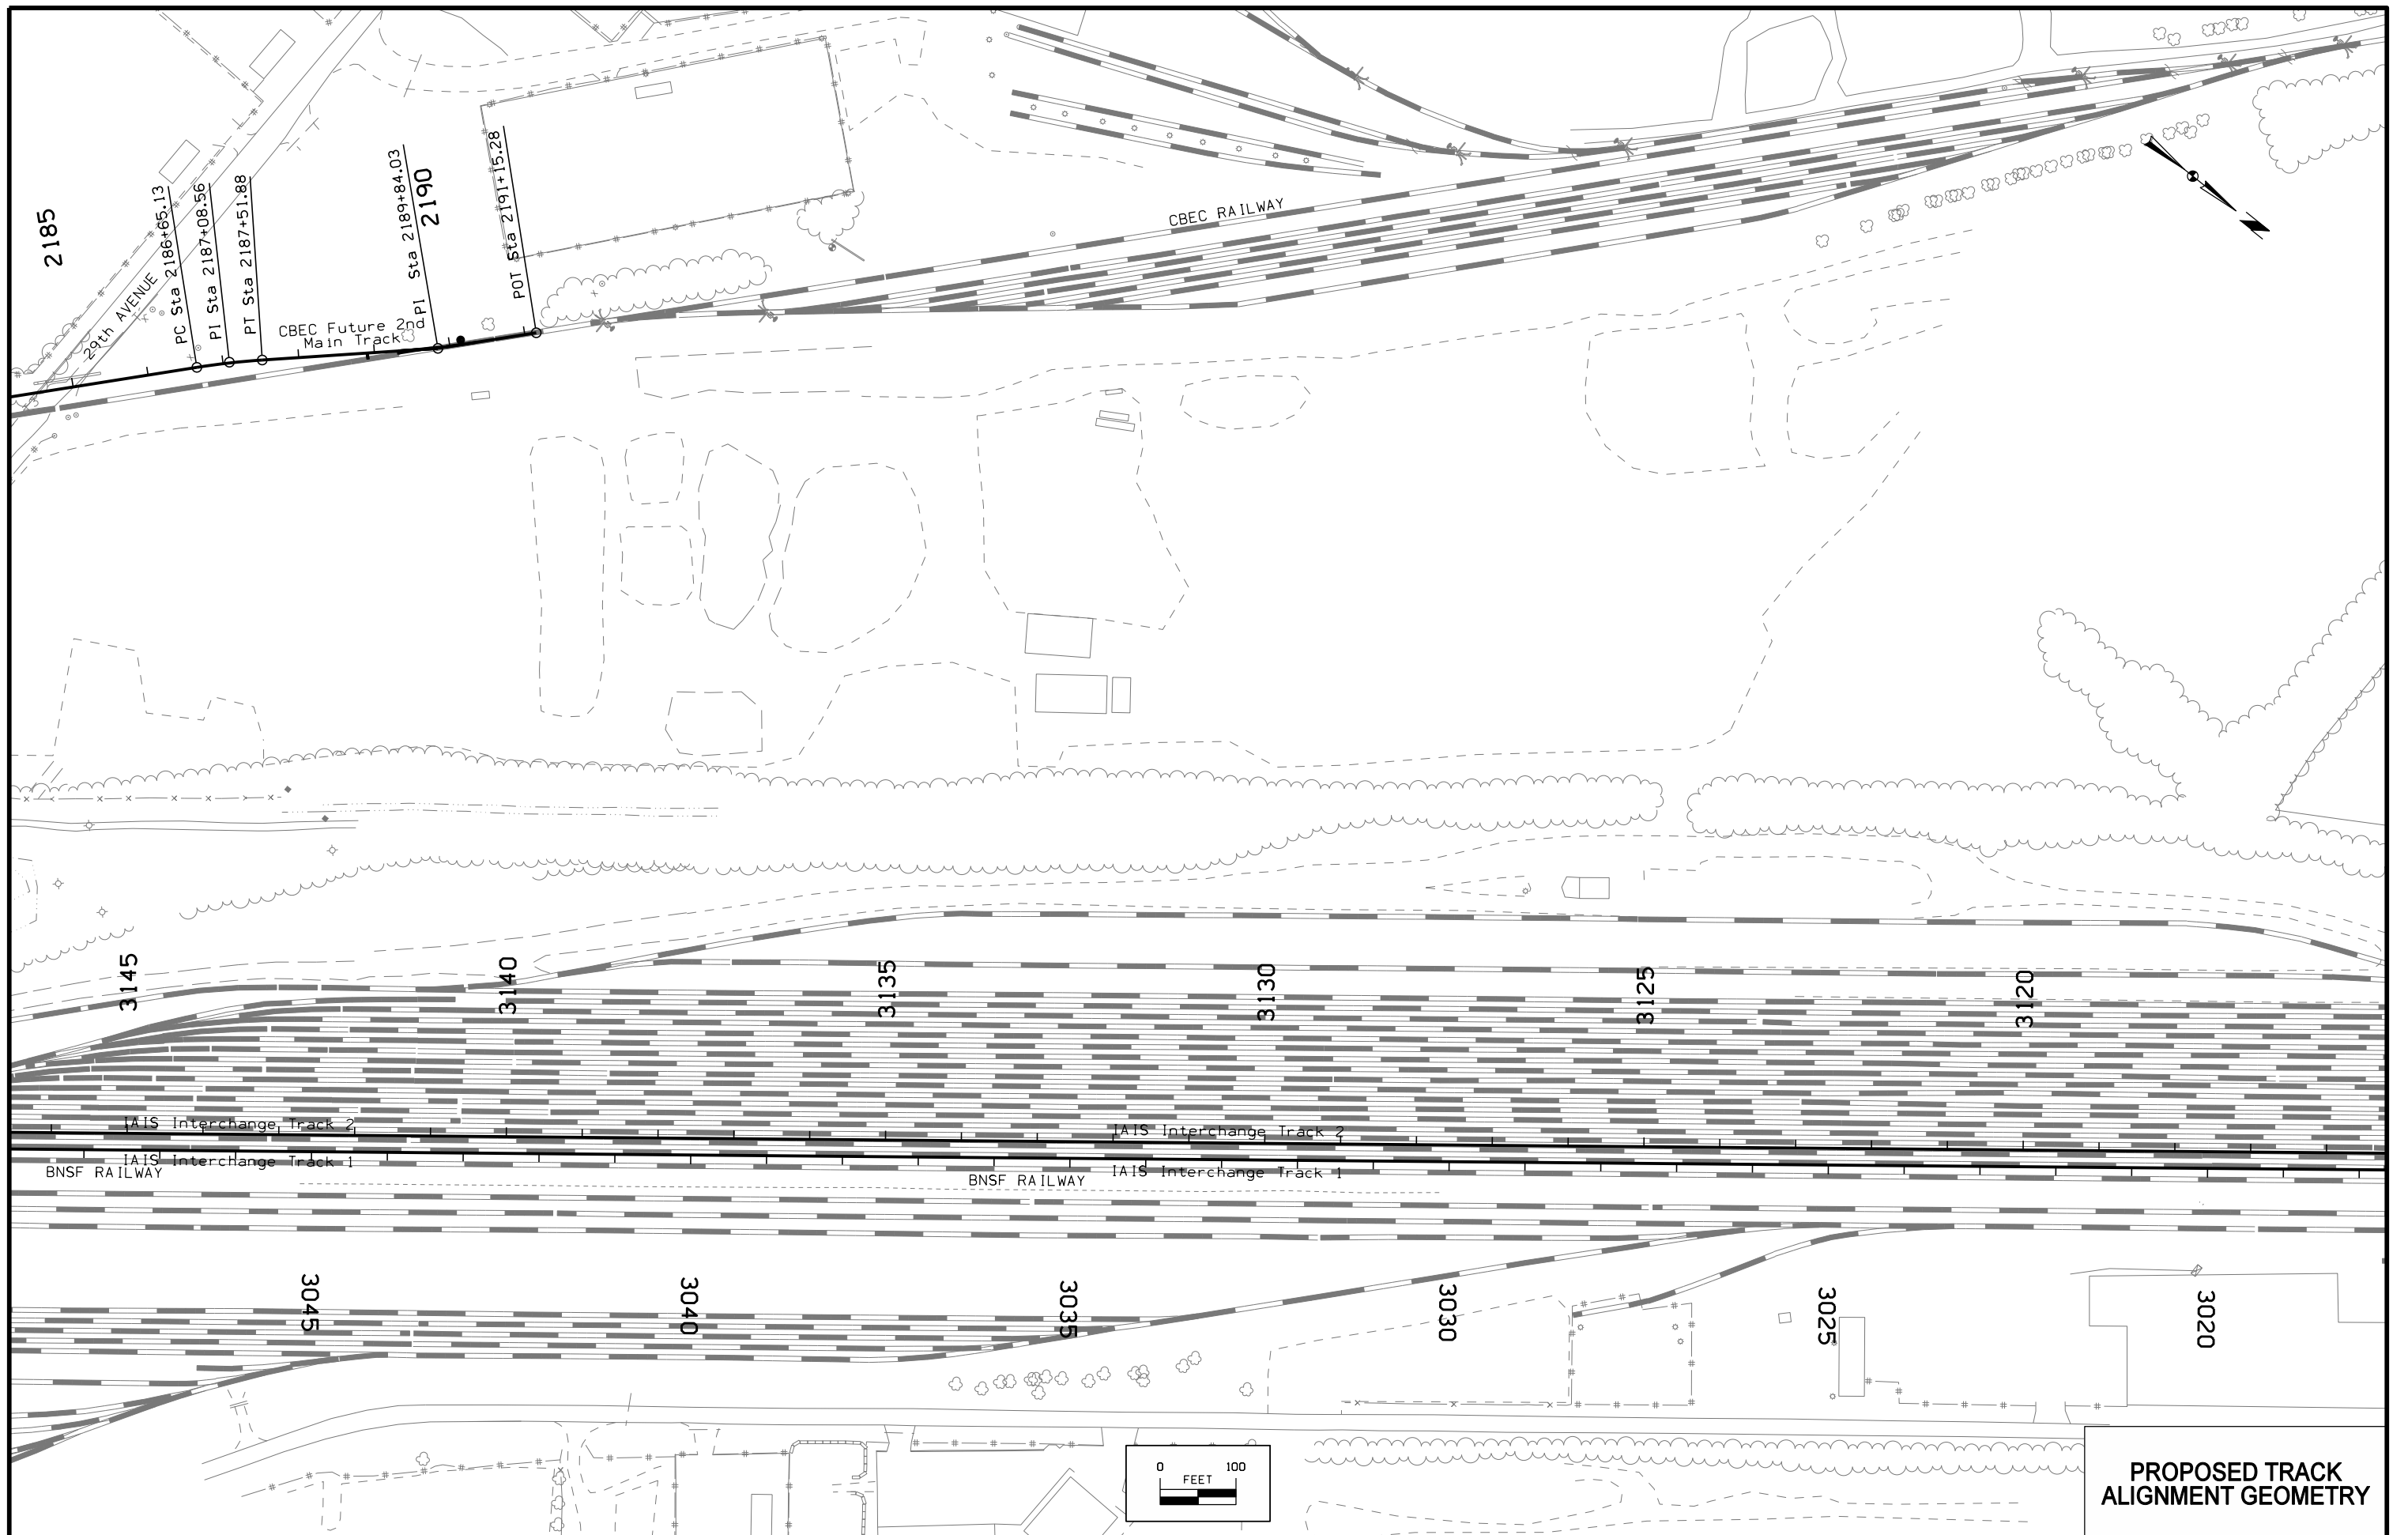 2185
29th AVENUE
PC Sta 2186+65.13
PI Sta 2187+08.56
PT Sta 2187+51.88
PI Sta 2189+84.03
2190
POT Sta 2191+15.28
CBEC Future 2nd
Main Track
CBEC RAILWAY
3145
3140
3135
3130
3125
3120
IAIS Interchange Track 2
IAIS Interchange Track 2
IAIS Interchange Track 1
IAIS Interchange Track 1
BNSF RAILWAY
BNSF RAILWAY
3045
3040
3035
3030
3025
3020
0 100
FEET
PROPOSED TRACK
ALIGNMENT GEOMETRY